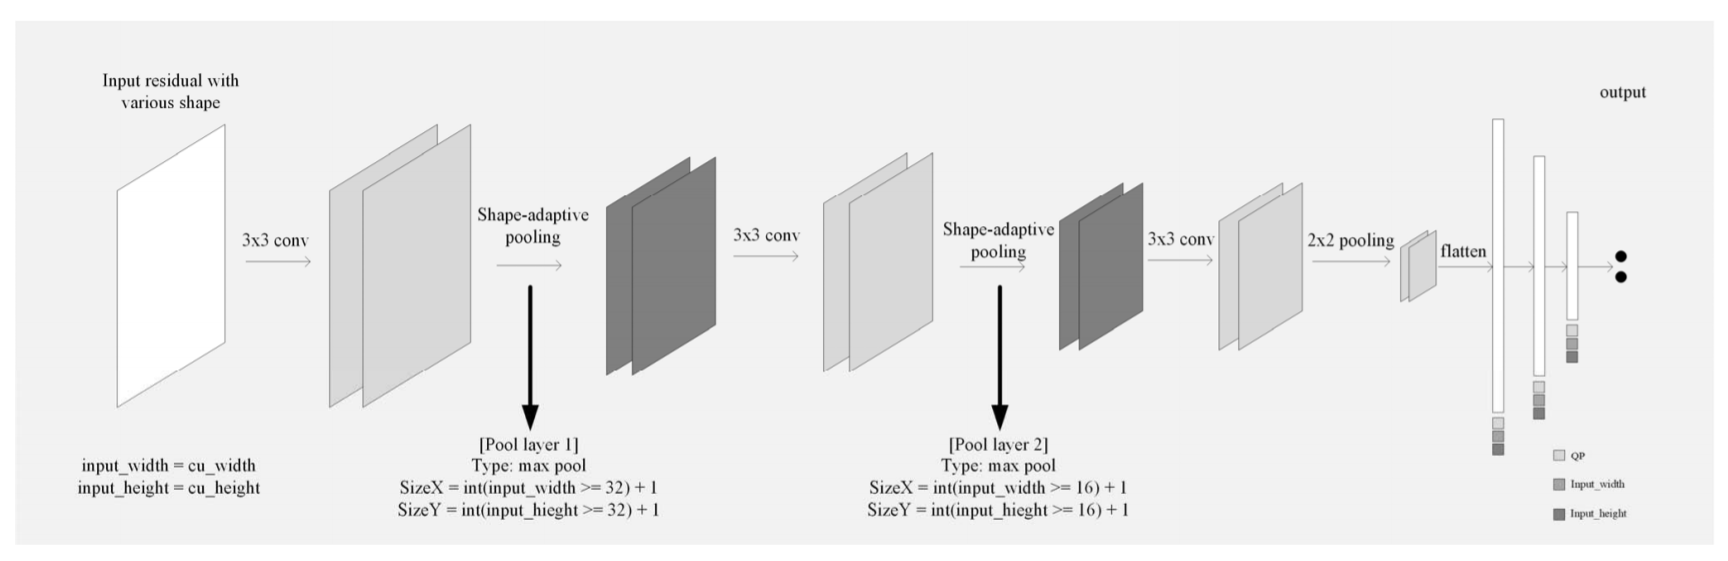 Input residual with
various shape
output
3x3 conv
Shape-adaptive
pooling
3x3 conv
Shape-adaptive
pooling
3x3 conv
2x2 pooling
flatten
input_width = cu_width
input_height = cu_height
[Pool layer 1]
Type: max pool
SizeX = int(input_width >= 32) + 1
SizeY = int(input_hieght >= 32) + 1
[Pool layer 2]
Type: max pool
SizeX = int(input_width >= 16) + 1
SizeY = int(input_hieght >= 16) + 1
QP
Input_width
Input_height